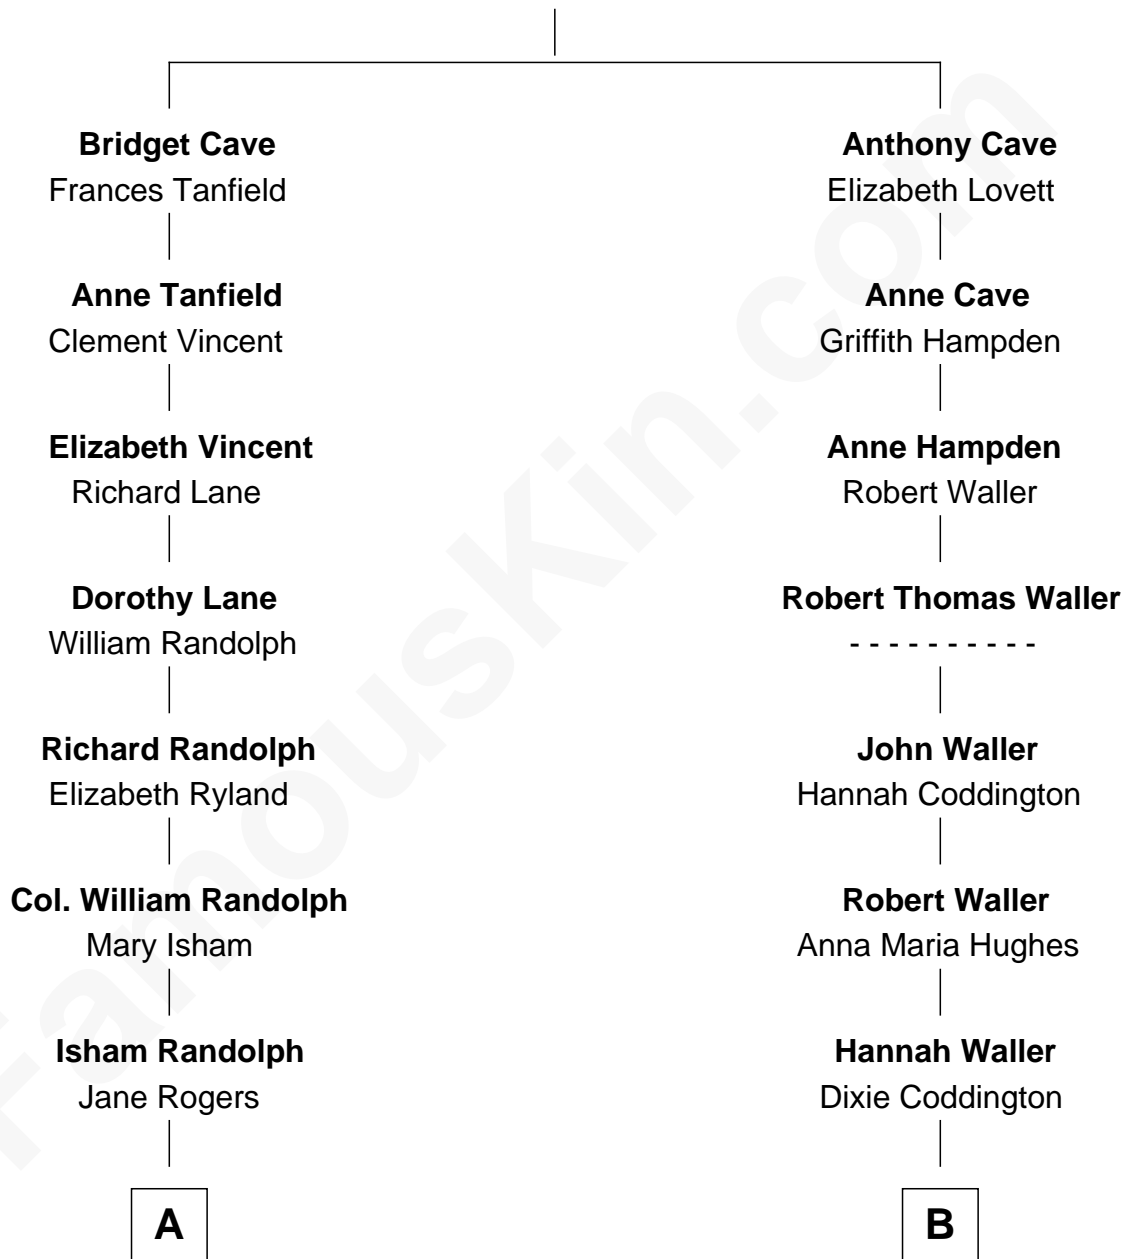 Bridget Cave
Frances Tanfield
Anne Tanfield
Clement Vincent
Elizabeth Vincent
Richard Lane
Dorothy Lane
William Randolph
Richard Randolph
Elizabeth Ryland
Col. William Randolph
Mary Isham
Isham Randolph
Jane Rogers
A
Anthony Cave
Elizabeth Lovett
Anne Cave
Griffith Hampden
Anne Hampden
Robert Waller
Robert Thomas Waller
- - - - - - - - - -
John Waller
Hannah Coddington
Robert Waller
Anna Maria Hughes
Hannah Waller
Dixie Coddington
B
FamousKin.com